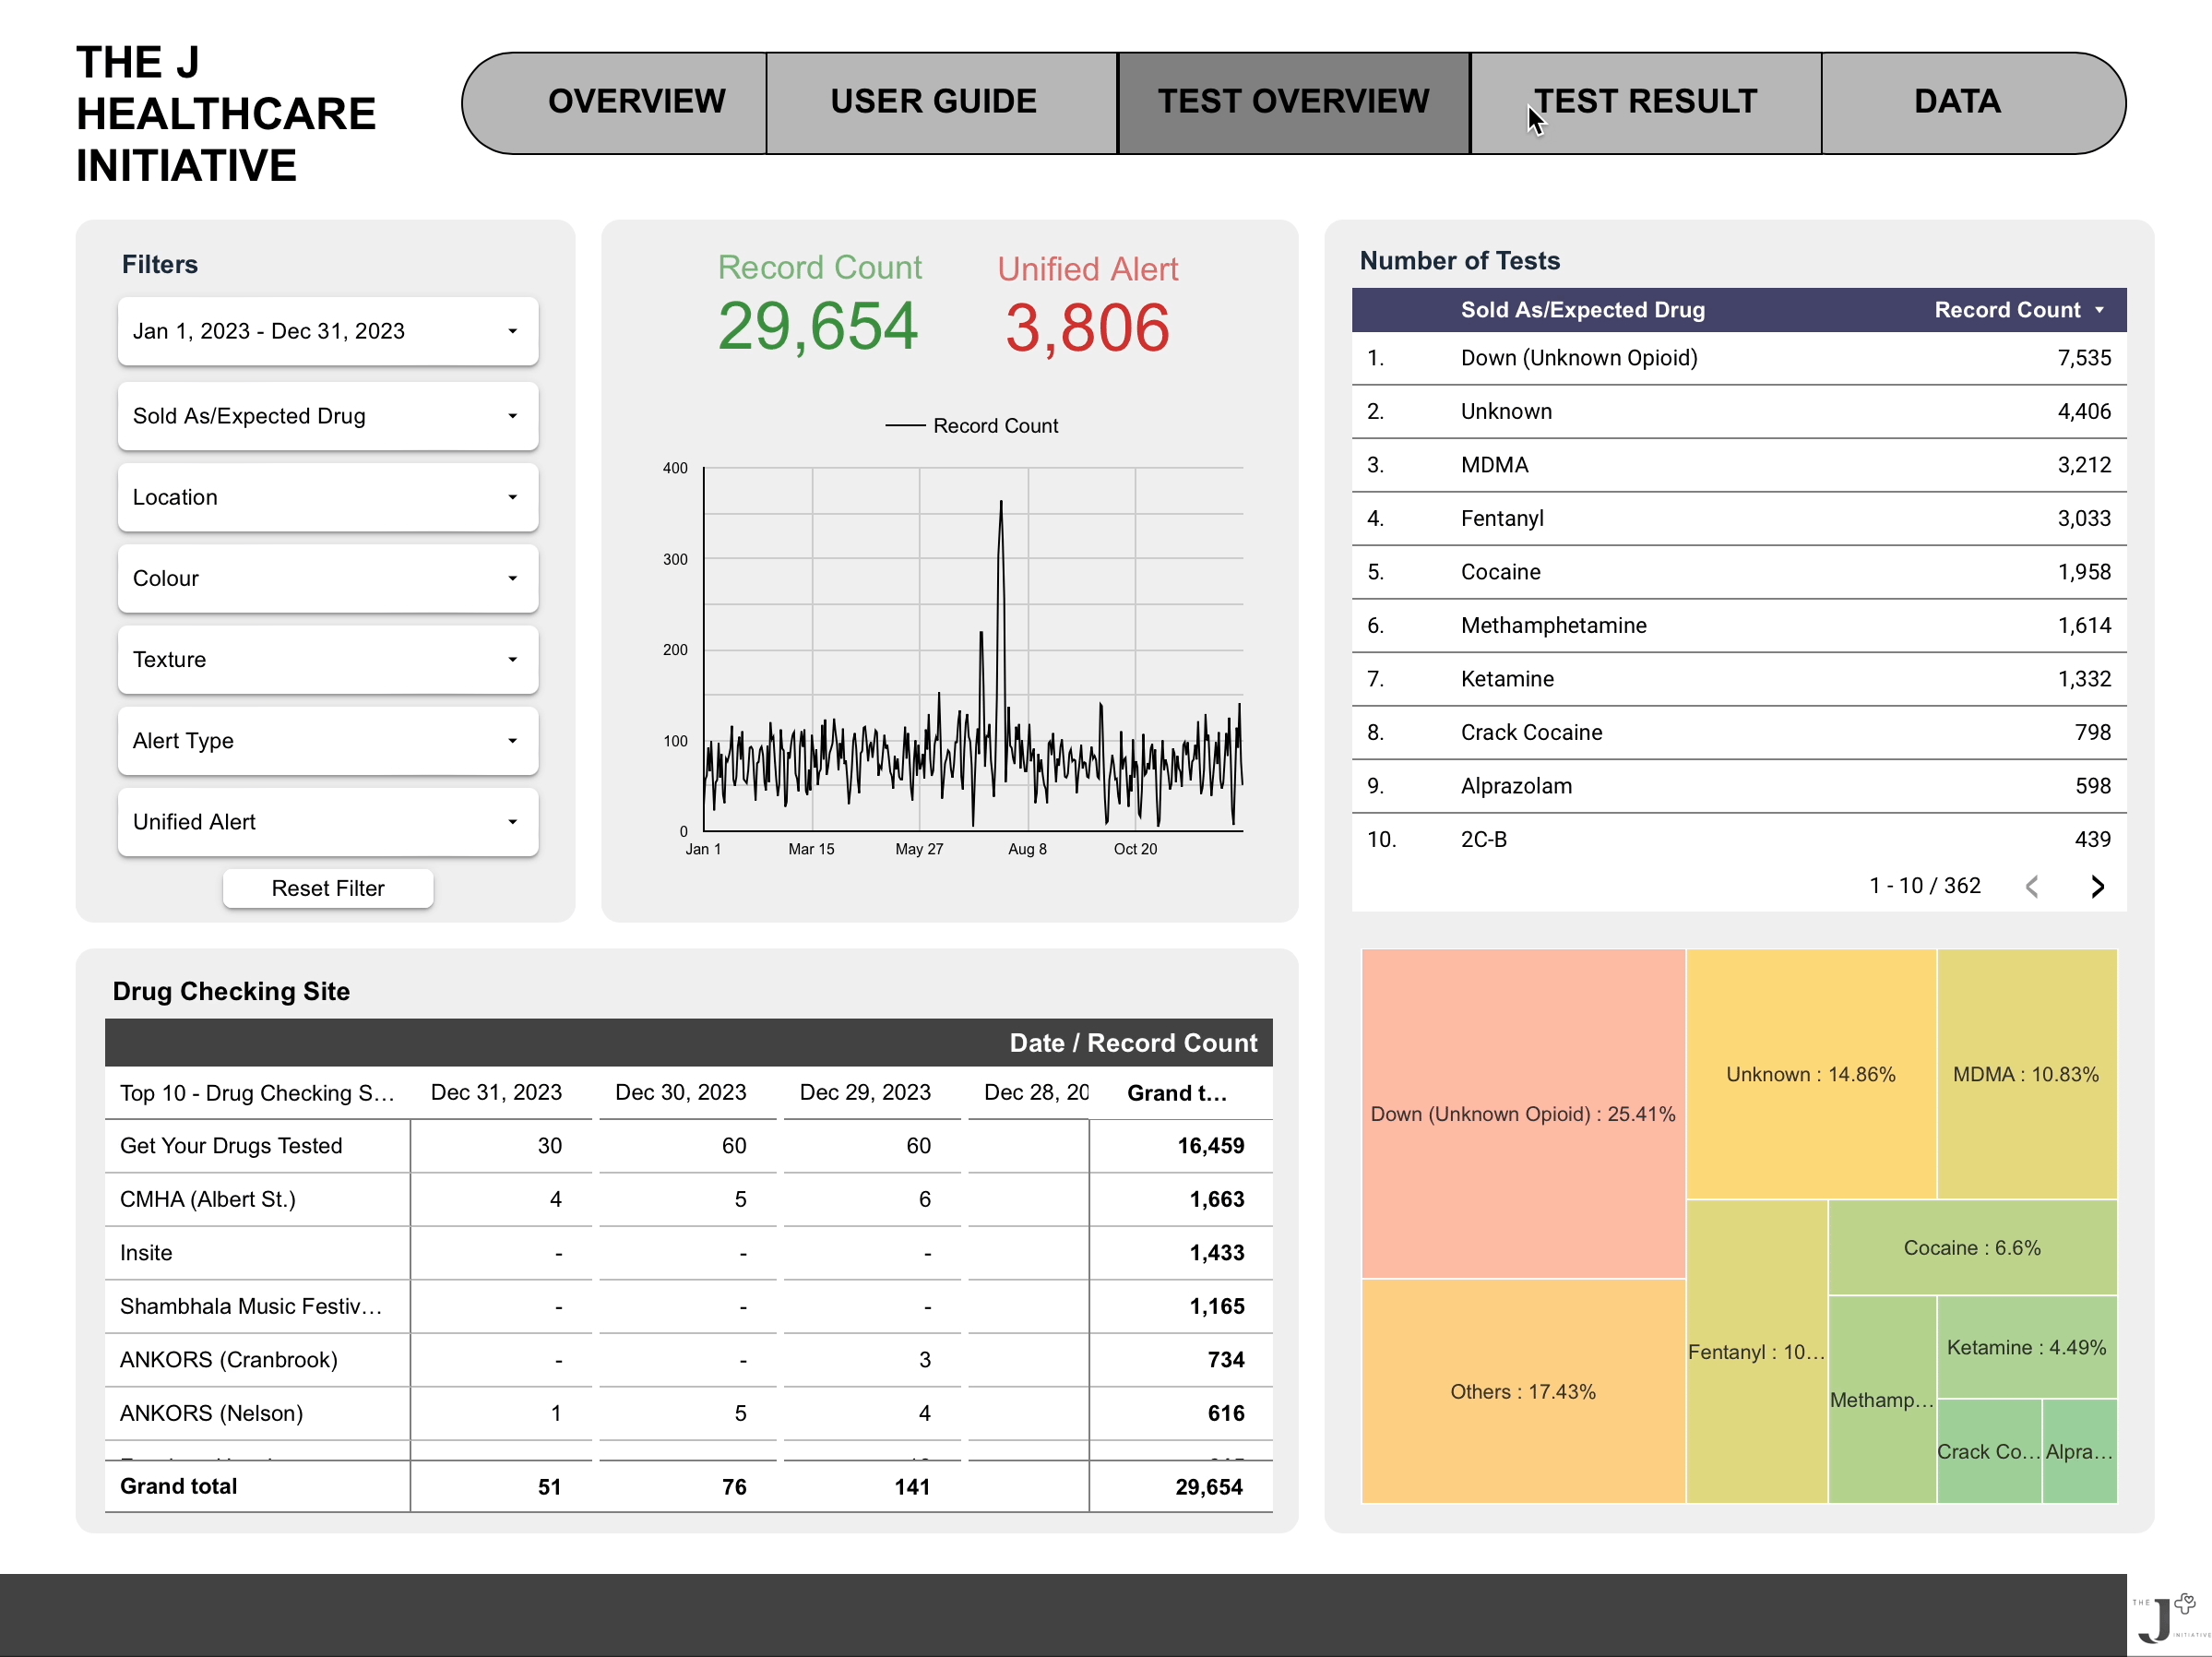 THE J
HEALTHCARE
INITIATIVE
OVERVIEW
USER GUIDE
TEST OVERVIEW
TEST RESULT
DATA
Filters
Jan 1, 2023 - Dec 31, 2023
Sold As/Expected Drug
Location
Colour
Texture
Alert Type
Unified Alert
Reset Filter
Record Count
29,654
Unified Alert
3,806
Record Count
400
300
200
100
0
Jan 1 Mar 15 May 27 Aug 8 Oct 20
Number of Tests
Sold As/Expected Drug Record Count
1. Down (Unknown Opioid) 7,535
2. Unknown 4,406
3. MDMA 3,212
4. Fentanyl 3,033
5. Cocaine 1,958
6. Methamphetamine 1,614
7. Ketamine 1,332
8. Crack Cocaine 798
9. Alprazolam 598
10. 2C-B 439
1 - 10 / 362
Drug Checking Site
Date / Record Count
Top 10 - Drug Checking S... Dec 31, 2023 Dec 30, 2023 Dec 29, 2023 Dec 28, 20 Grand t...
Get Your Drugs Tested 30 60 60 16,459
CMHA (Albert St.) 4 5 6 1,663
Insite - - - 1,433
Shambhala Music Festiv... - - - 1,165
ANKORS (Cranbrook) - - 3 734
ANKORS (Nelson) 1 5 4 616
Grand total 51 76 141 29,654
Down (Unknown Opioid) : 25.41%
Unknown : 14.86%
MDMA : 10.83%
Cocaine : 6.6%
Ketamine : 4.49%
Fentanyl : 10...
Others : 17.43%
Methamp...
Crack Co...
Alpra...
THE
J
INITIATIVE